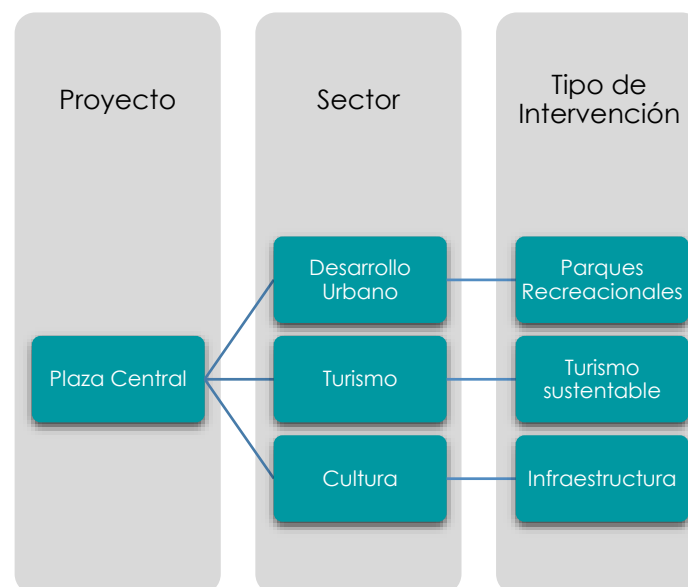 Proyecto
Sector
Tipo de
Intervención
Desarrollo
Urbano
Parques
Recreacionales
Plaza Central
Turismo
Turismo
sustentable
Cultura
Infraestructura